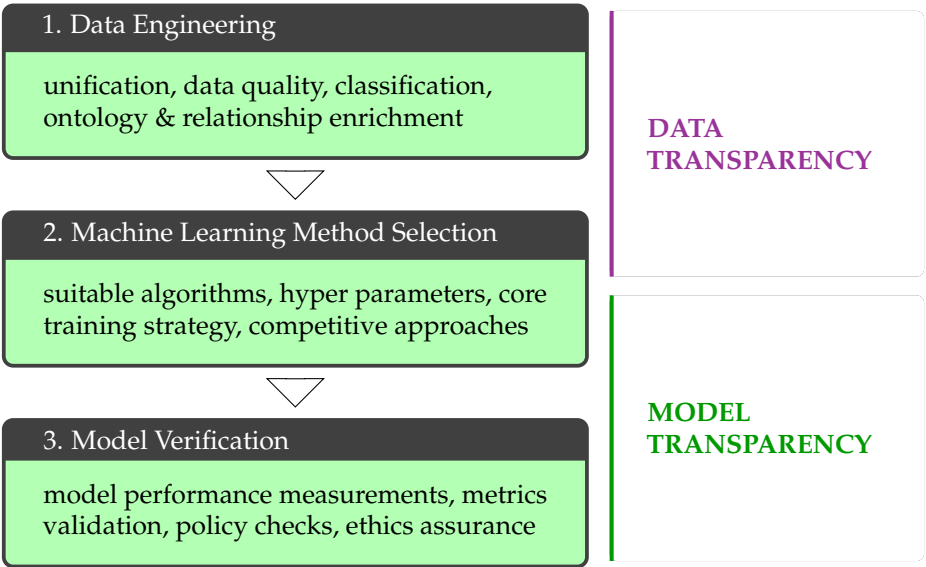 1. Data Engineering
unification, data quality, classification,
ontology & relationship enrichment
2. Machine Learning Method Selection
suitable algorithms, hyper parameters, core
training strategy, competitive approaches
3. Model Verification
model performance measurements, metrics
validation, policy checks, ethics assurance
DATA
TRANSPARENCY
MODEL
TRANSPARENCY